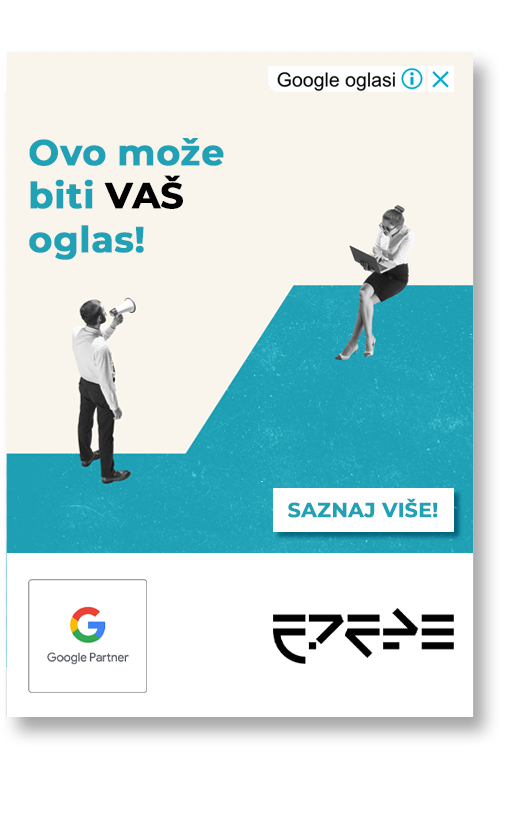 Google oglasi
Ovo može
biti VAŠ
oglas!
SAZNAJ VIŠE!
Google Partner